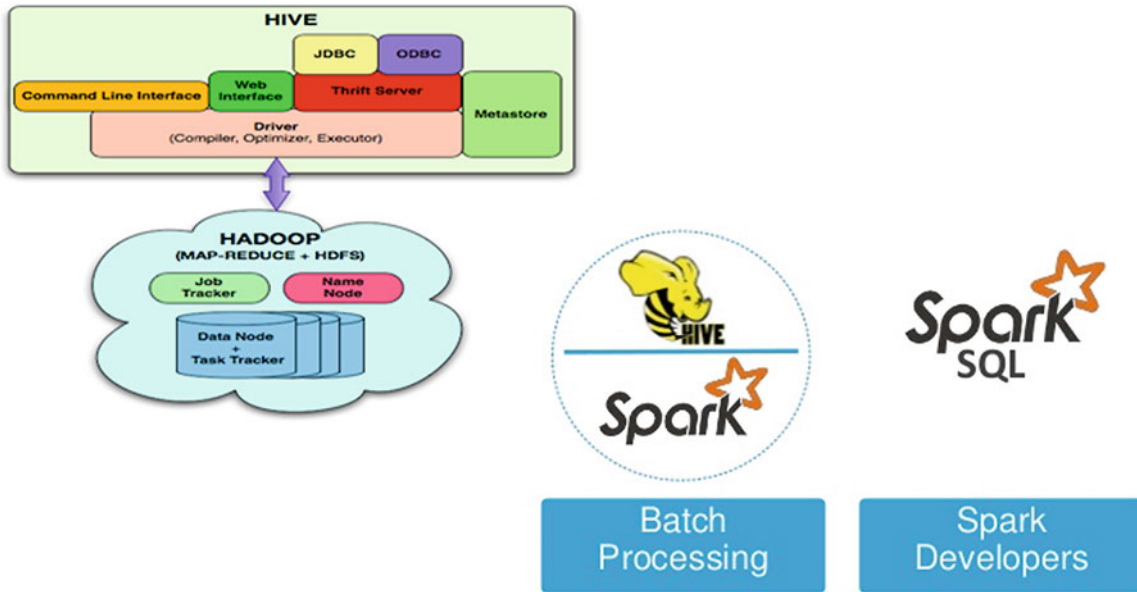 HIVE
JDBC
ODBC
Command Line Interface
Web
Interface
Thrift Server
Metastore
Driver
(Compiler, Optimizer, Executor)
HADOOP
(MAP-REDUCE + HDFS)
Job
Tracker
Name
Node
Data Node
+
Task Tracker
HIVE
Spark
Spark
SQL
Batch
Processing
Spark
Developers